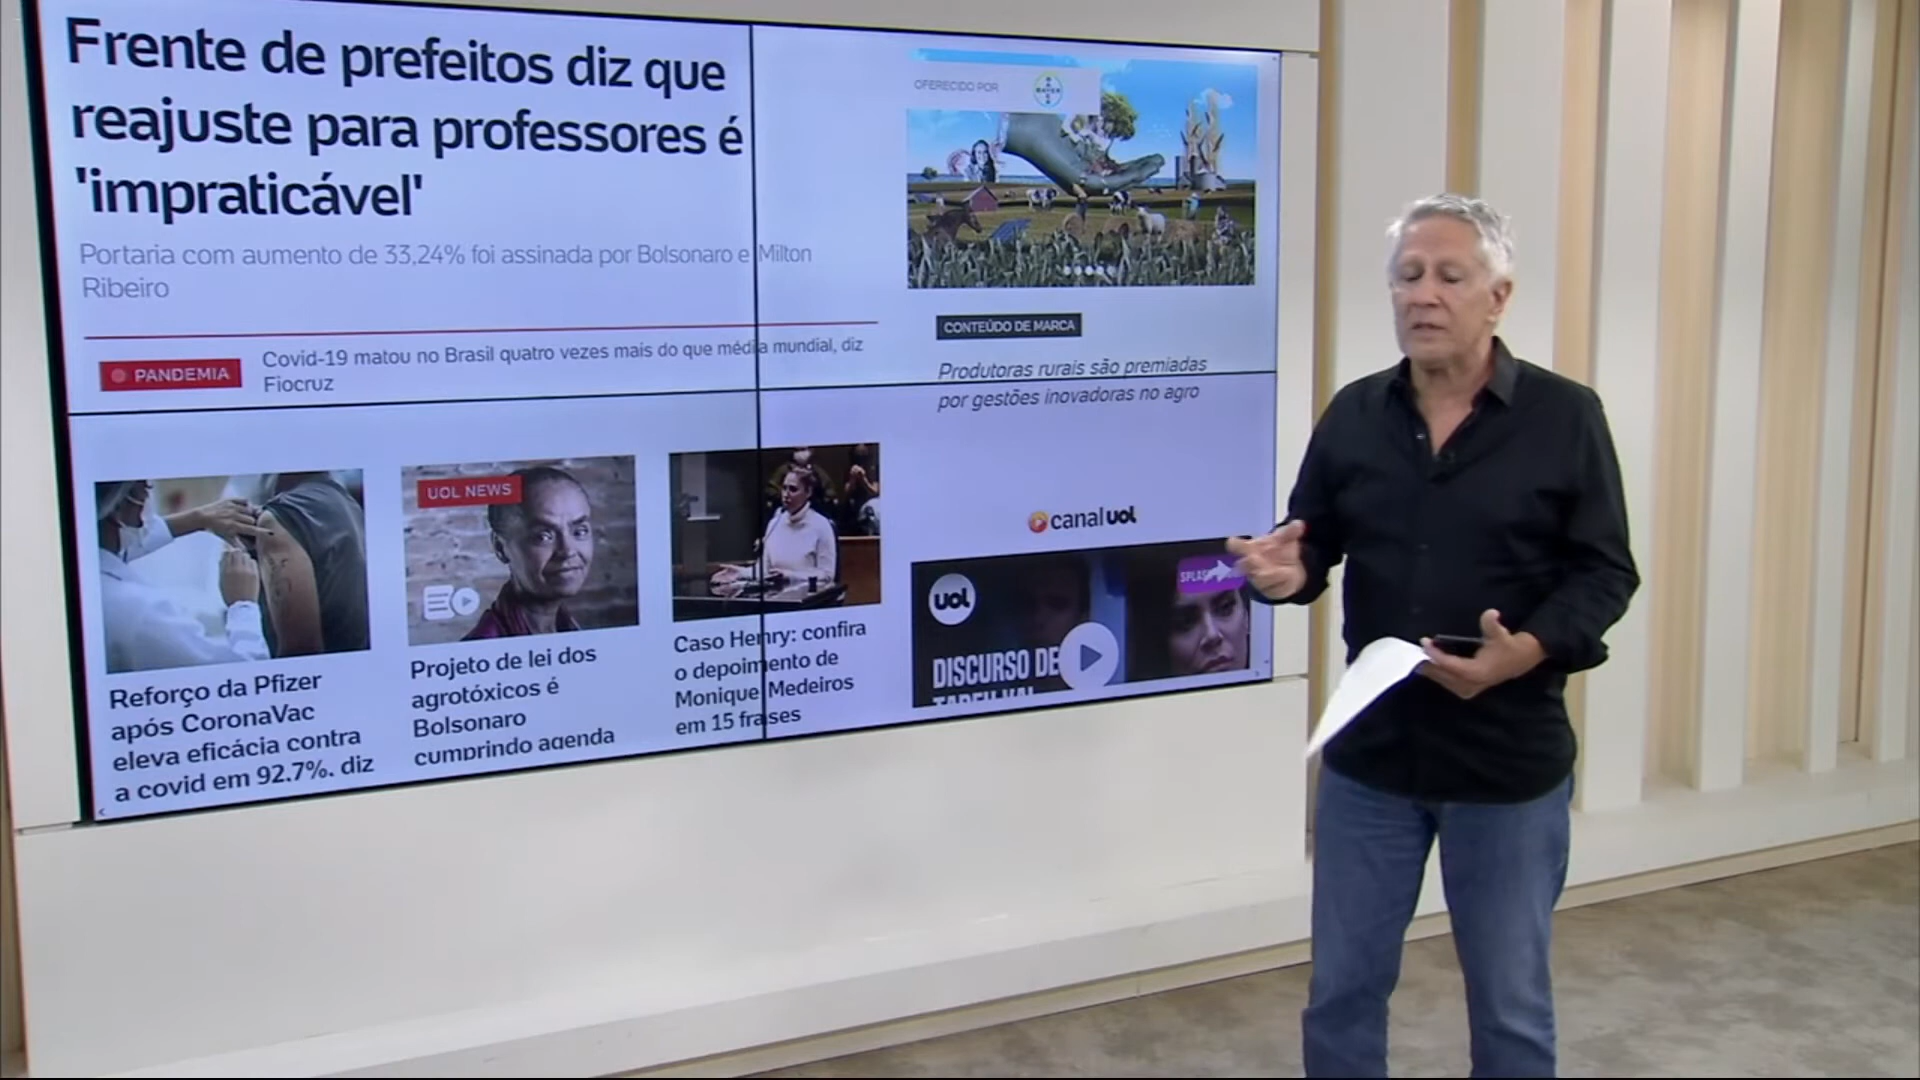 Frente de prefeitos diz que
reajuste para professores é
'impraticável'
Portaria com aumento de 33,24% foi assinada por Bolsonaro e Milton
Ribeiro
PANDEMIA
Covid-19 matou no Brasil quatro vezes mais do que média mundial, diz
Fiocruz
OFERECIDO POR
BAYER
CONTEÚDO DE MARCA
Produtoras rurais são premiadas
por gestões inovadoras no agro
Reforço da Pfizer
após CoronaVac
eleva eficácia contra
a covid em 92.7%, diz
UOL NEWS
Projeto de lei dos
agrotóxicos é
Bolsonaro
cumprindo agenda
Caso Henry: confira
o depoimento de
Monique Medeiros
em 15 frases
canal uol
uol
DISCURSO DE